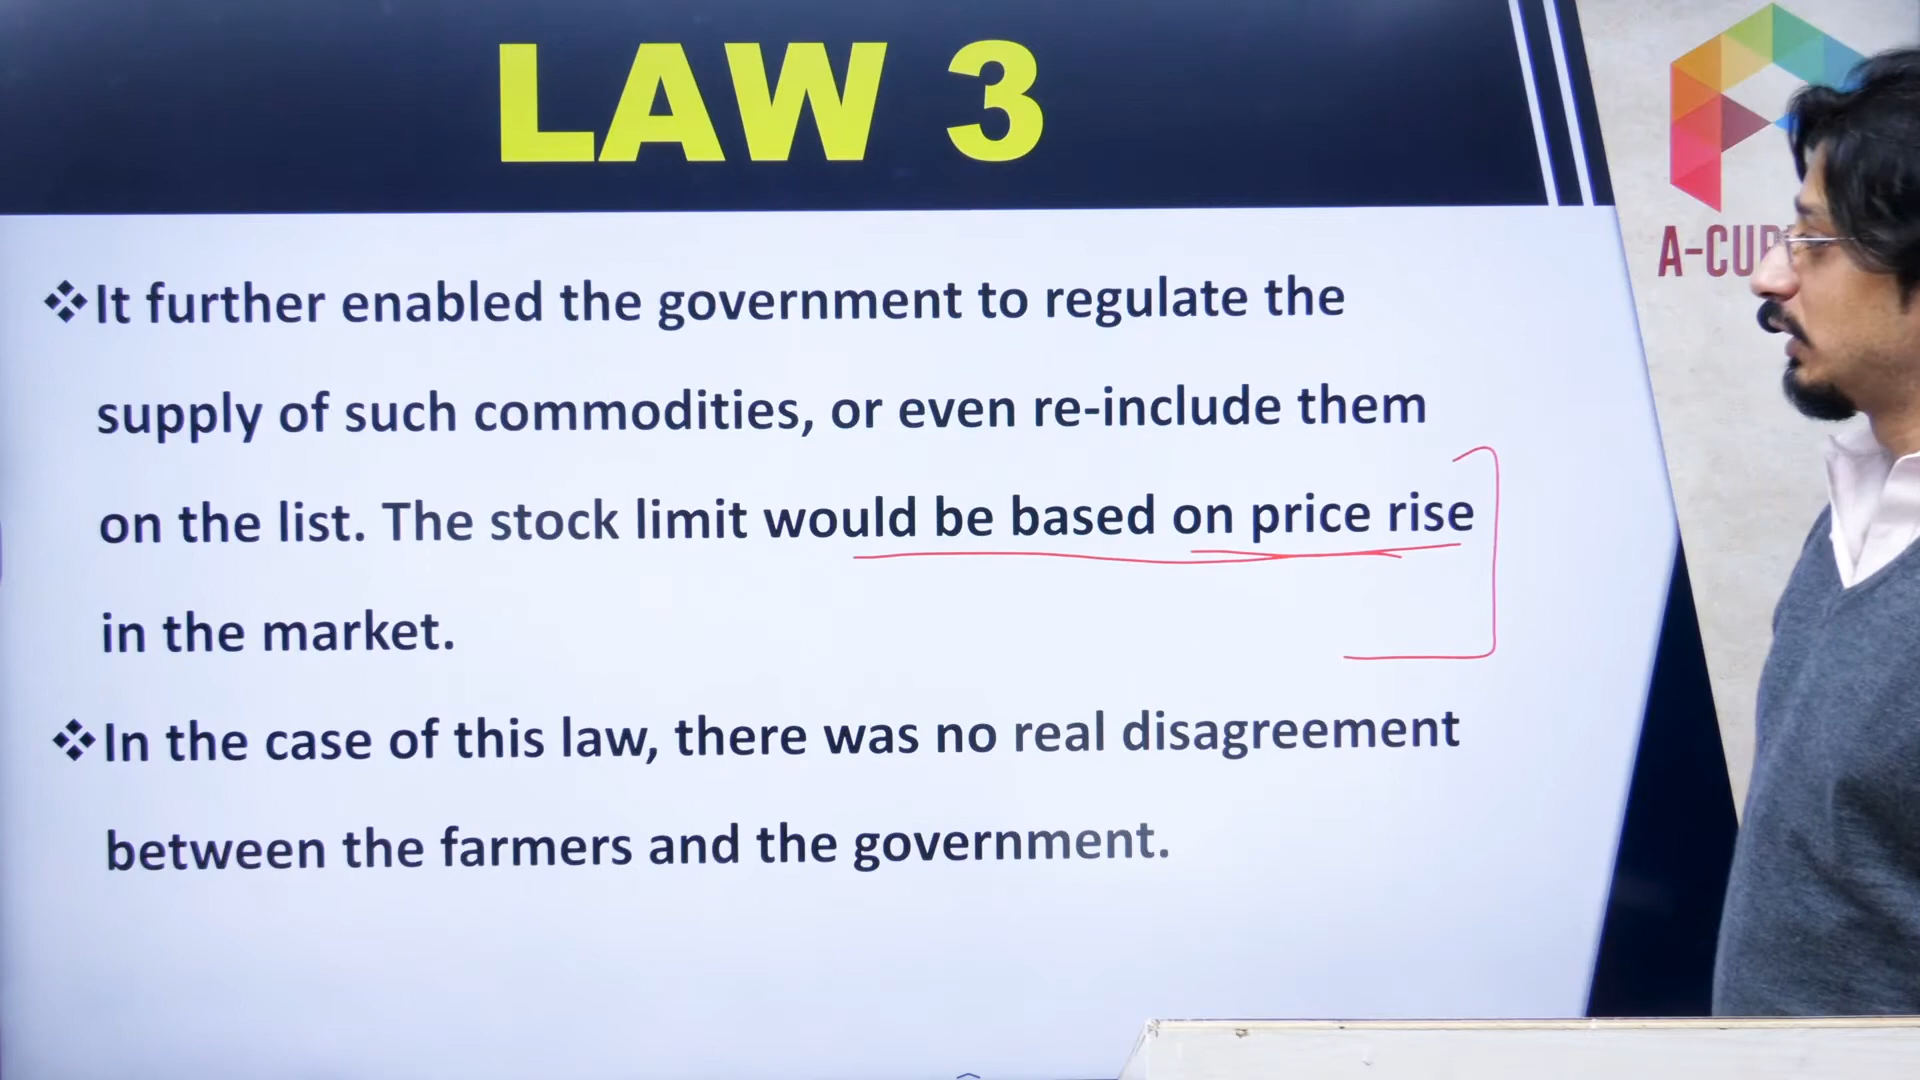 LAW 3
❖It further enabled the government to regulate the
supply of such commodities, or even re-include them
on the list. The stock limit would be based on price rise
in the market.
❖In the case of this law, there was no real disagreement
between the farmers and the government.